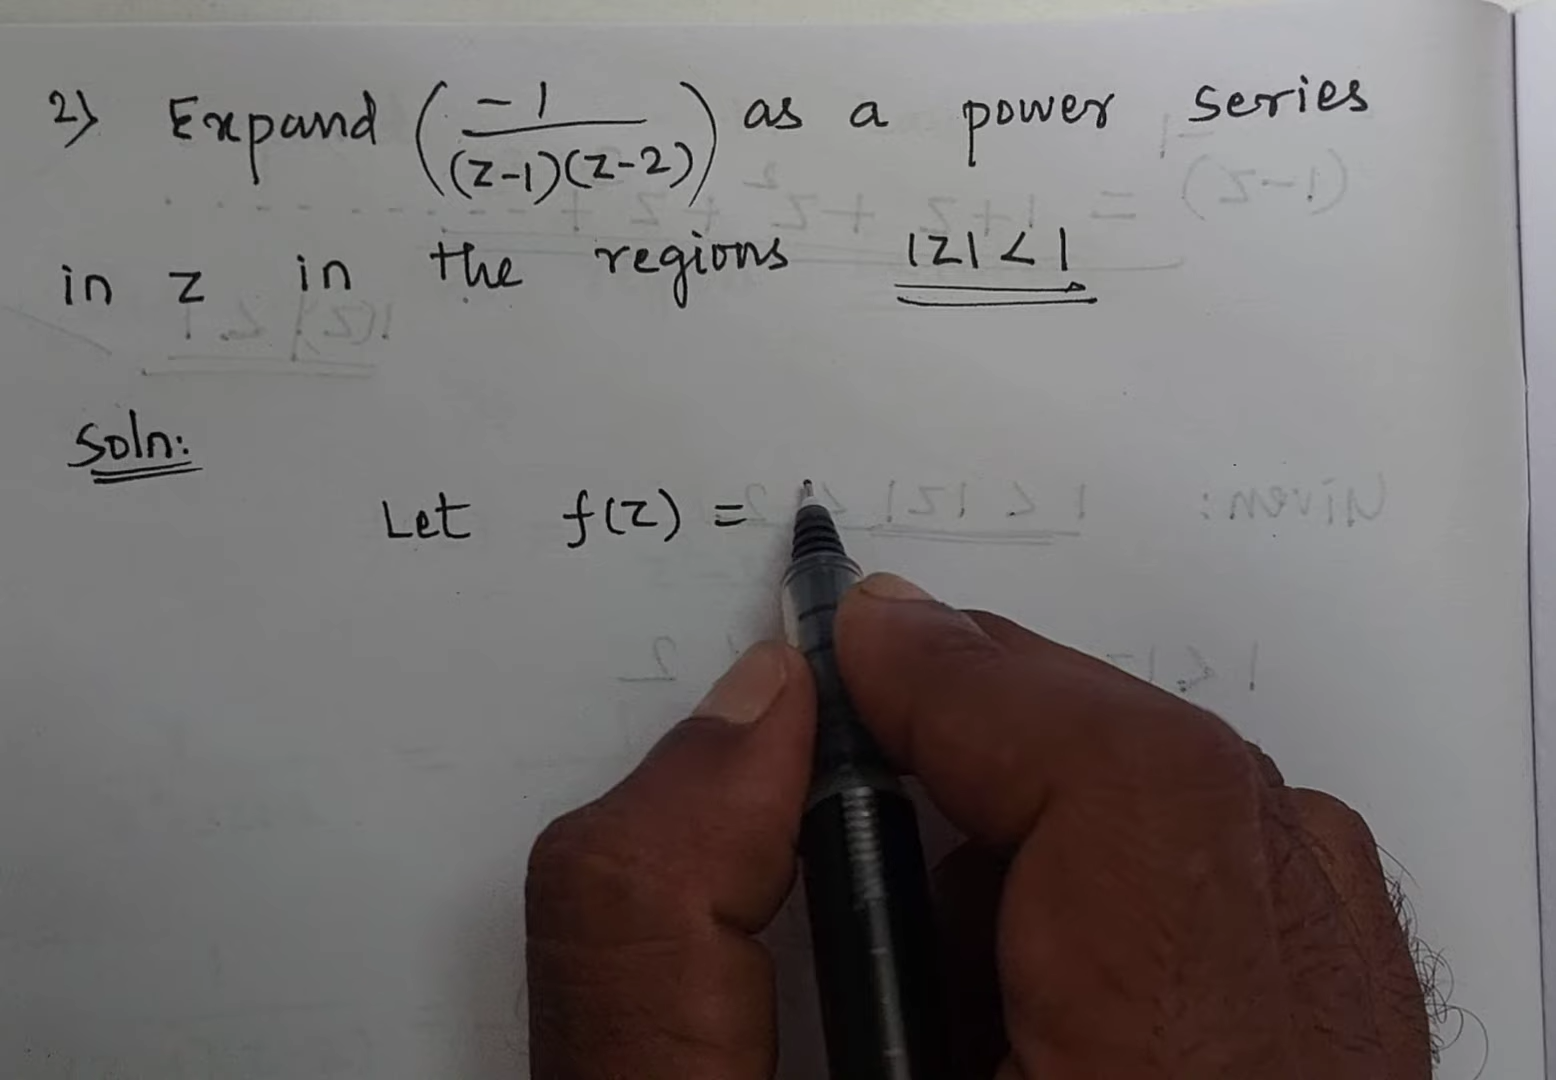 2) Expand (-1/((z-1)(z-2))) as a power series
in z in the regions |z| < 1
Soln:
Let f(z) =